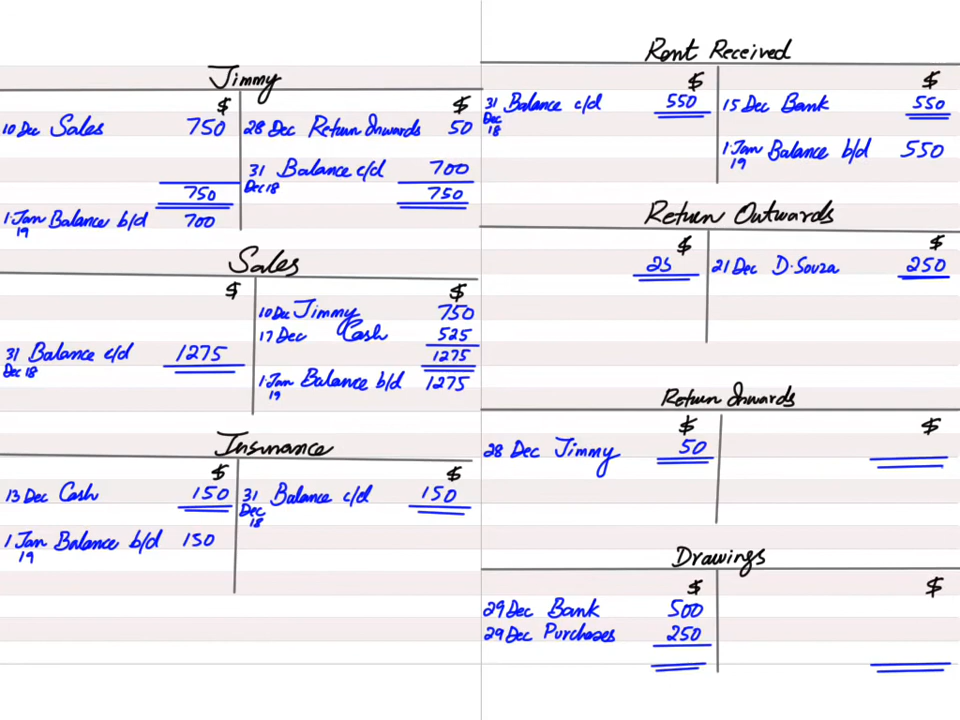 Jimmy
$ $
10 Dec Sales 750 28 Dec Return Inwards 50
31 Dec 18 Balance c/d 700
750 750
1 Jan 19 Balance b/d 700
Sales
$ $
10 Dec Jimmy 750
17 Dec Cash 525
31 Dec 18 Balance c/d 1275 1275
1 Jan 19 Balance b/d 1275
Insurance
$ $
13 Dec Cash 150 31 Dec 18 Balance c/d 150
1 Jan 19 Balance b/d 150
Rent Received
$ $
31 Dec 18 Balance c/d 550 15 Dec Bank 550
1 Jan 19 Balance b/d 550
Return Outwards
$ $
25 21 Dec D. Souza 250
Return Inwards
$ $
28 Dec Jimmy 50
Drawings
$ $
29 Dec Bank 500
29 Dec Purchases 250